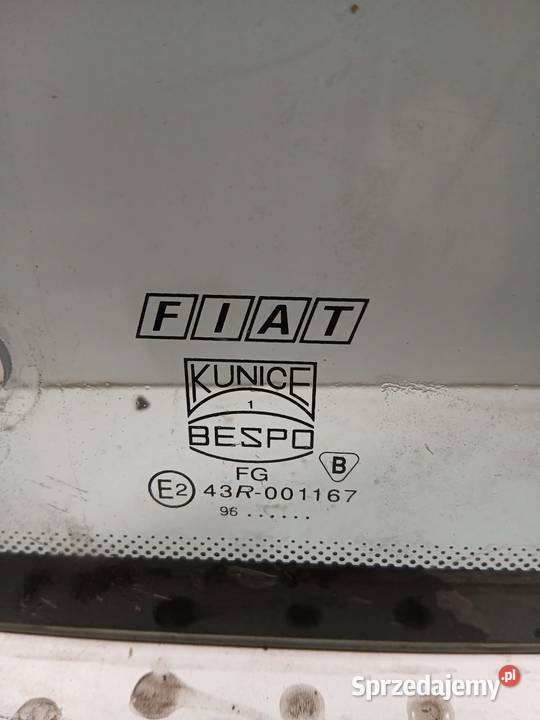 FIAT
KUNICE
1
BESPO
FG
B
E2 43R-001167
96 ......
Sprzedajemy.pl